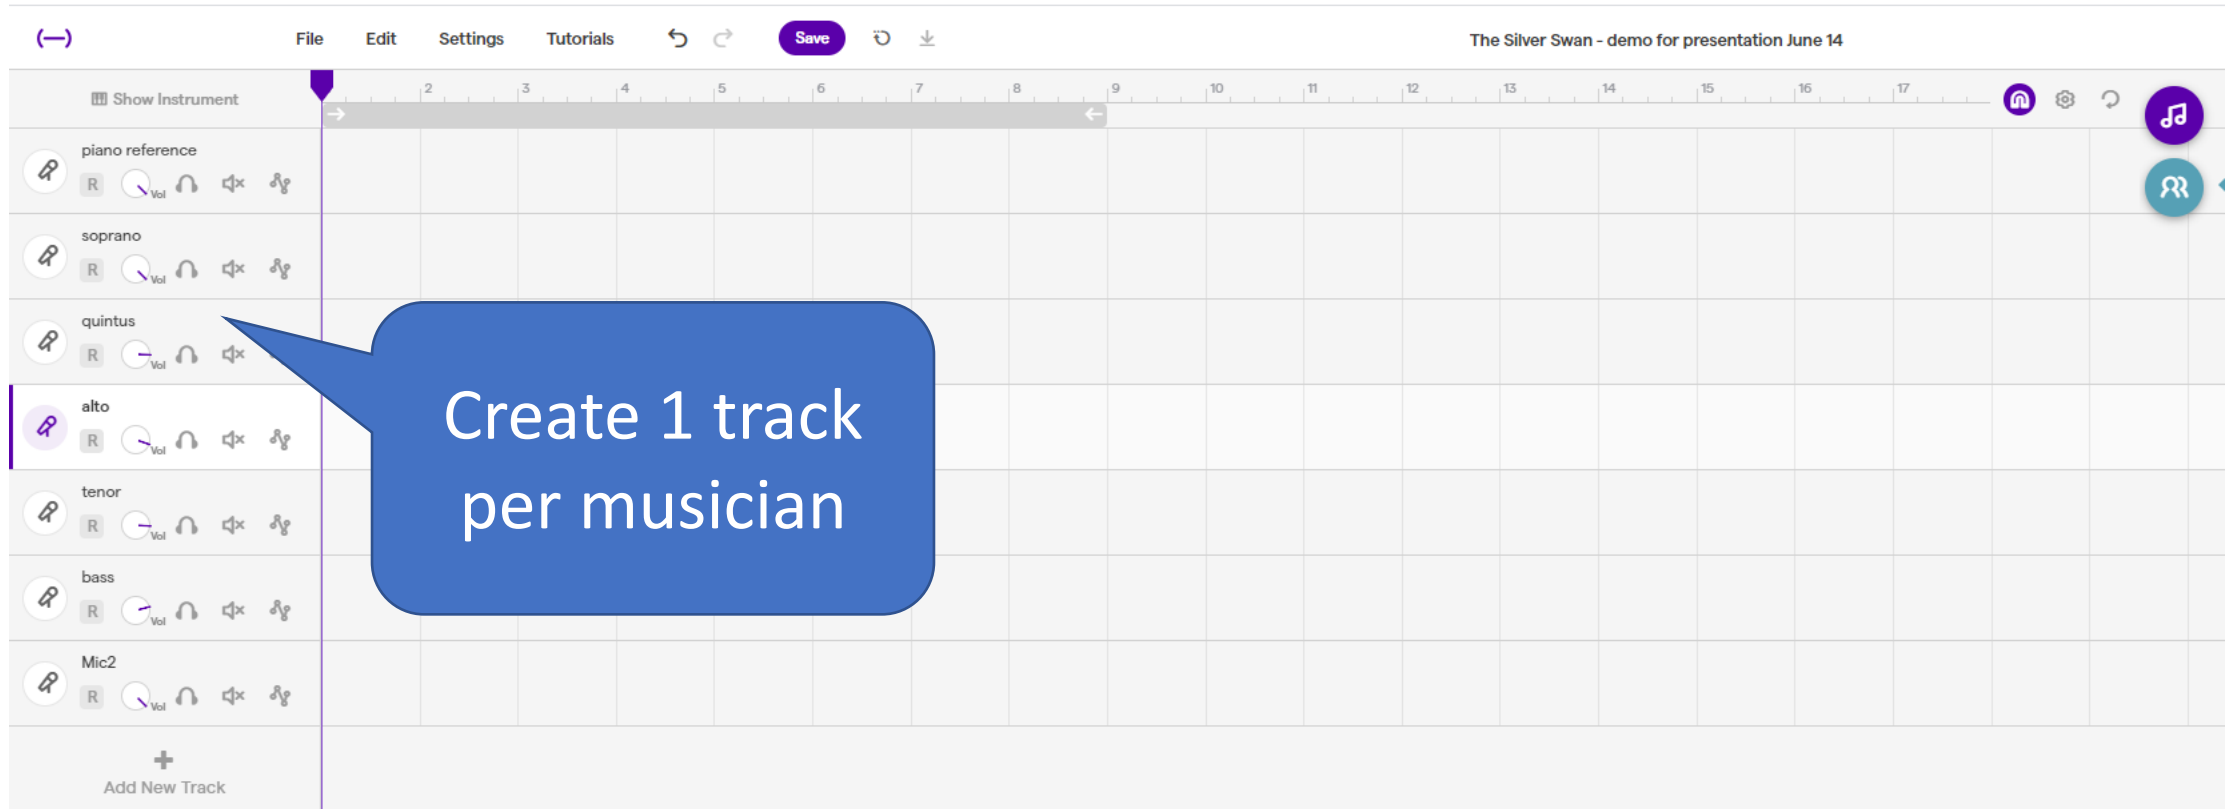 File Edit Settings Tutorials Save The Silver Swan - demo for presentation June 14
Show Instrument 2 3 4 5 6 7 8 9 10 11 12 13 14 15 16 17
piano reference
R Vol
soprano
R Vol
quintus
R Vol
alto
R Vol
tenor
R Vol
bass
R Vol
Mic2
R Vol
Add New Track
Create 1 track
per musician